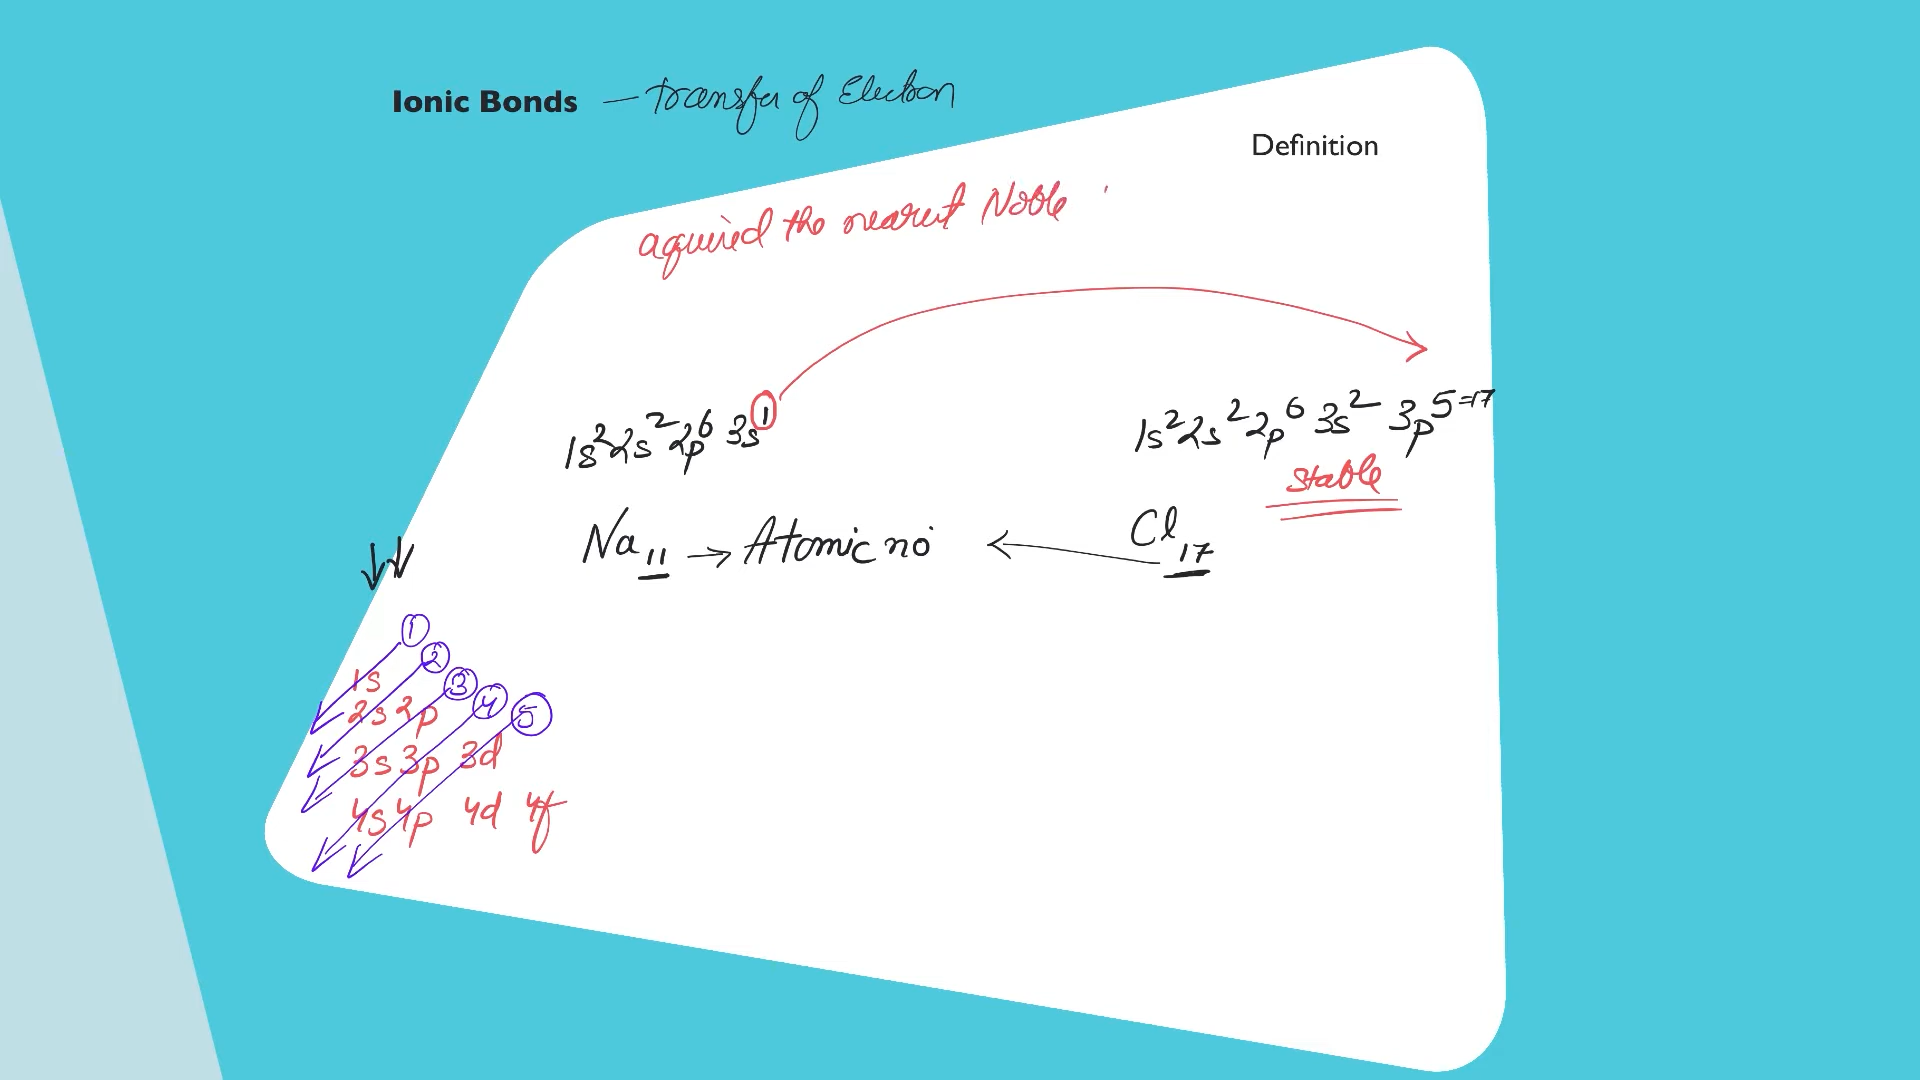 Ionic Bonds — transfer of Electron
Definition
aquired the nearest Noble
1s² 2s² 2p⁶ 3s¹
1s² 2s² 2p⁶ 3s² 3p⁵ =17
stable
Na₁₁ → Atomic no ← Cl₁₇
1
2
3
4
5
1s
2s 2p
3s 3p 3d
4s 4p 4d 4f